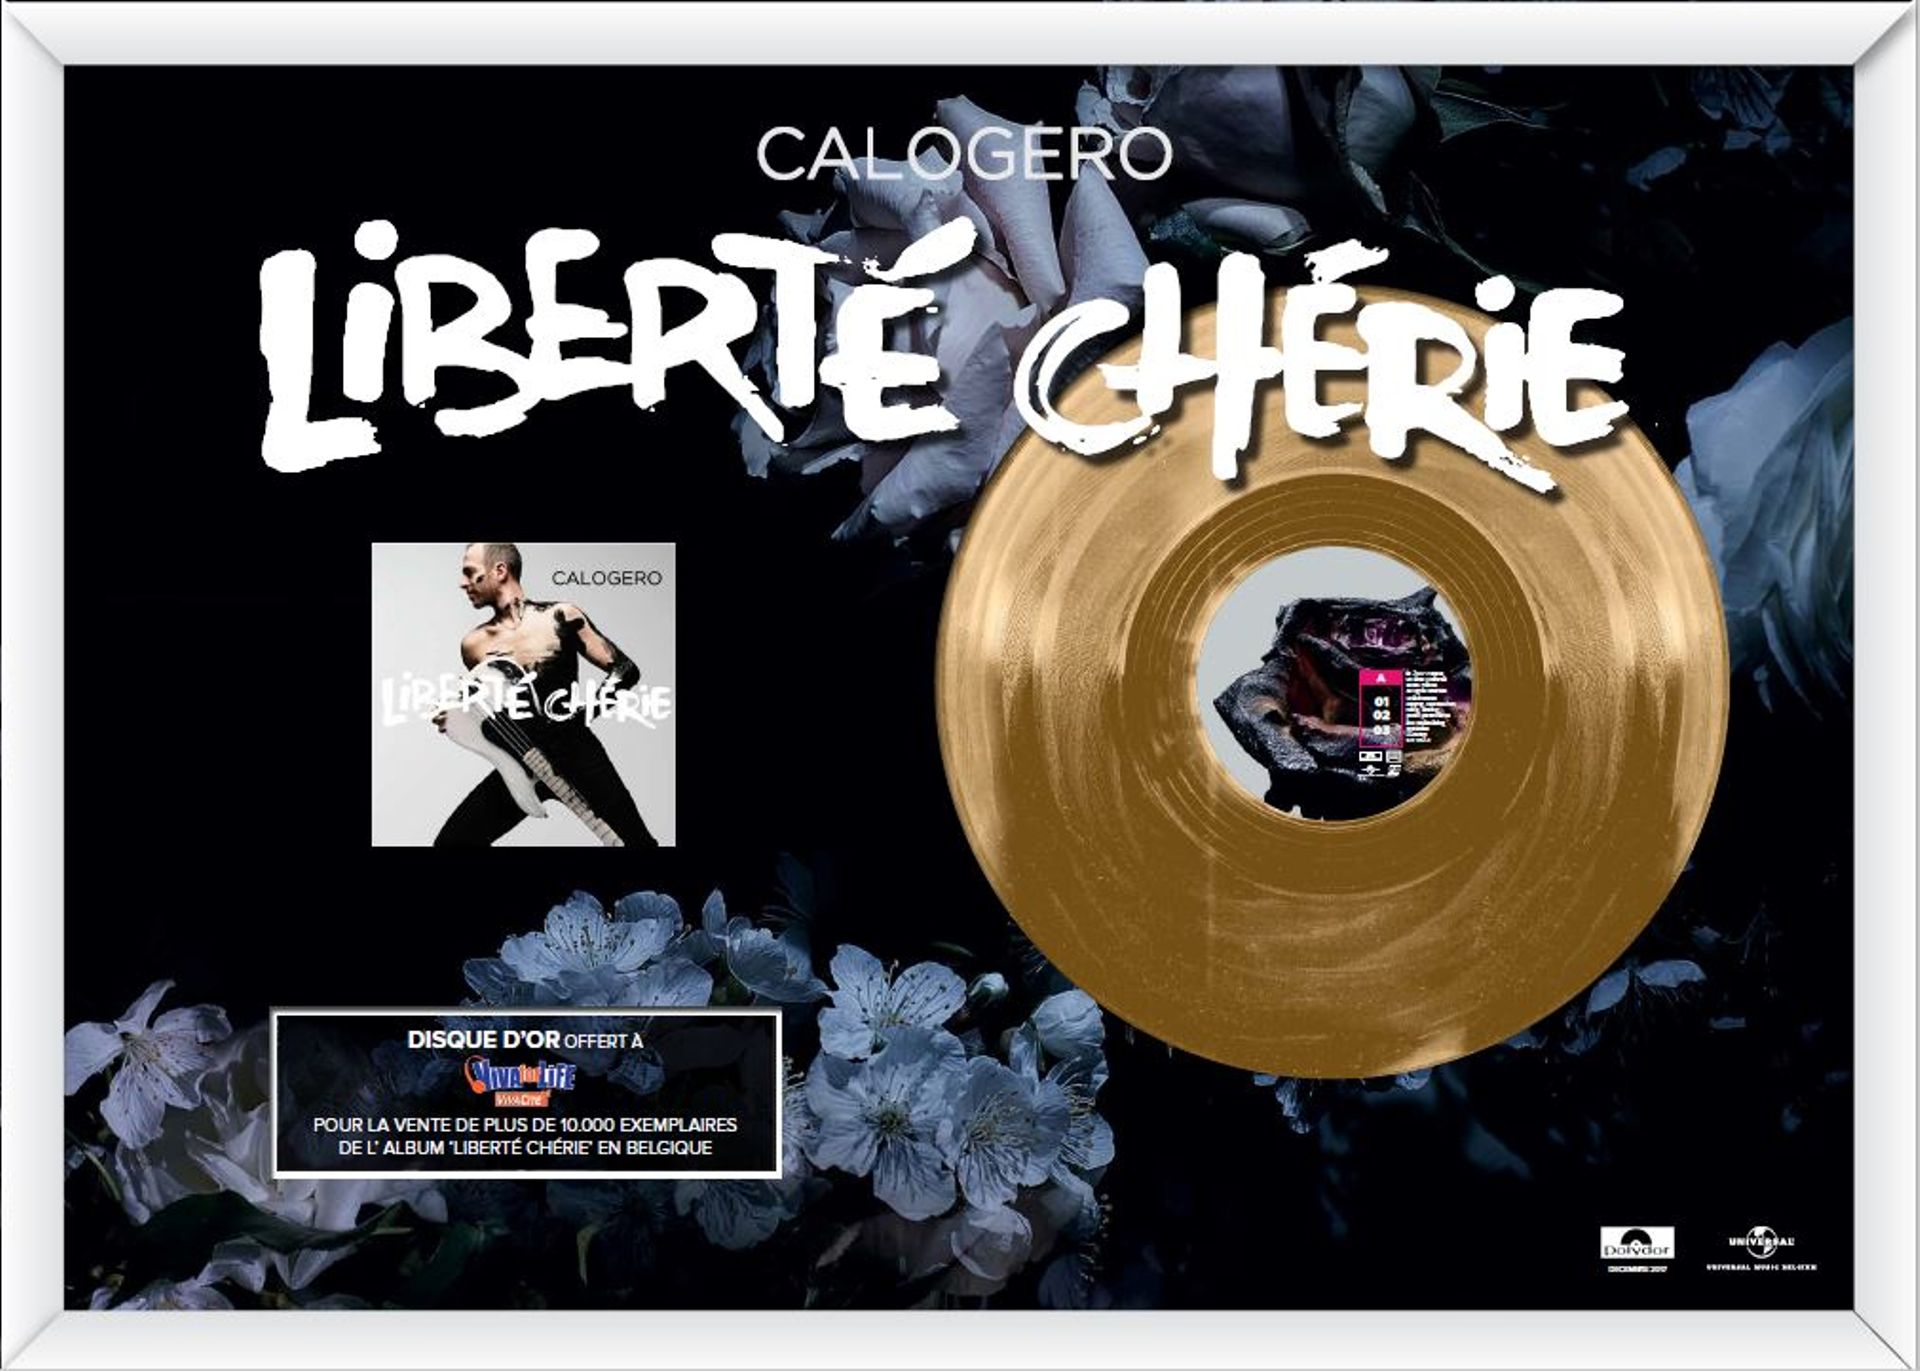 CALOGERO
LIBERTÉ CHÉRIE
CALOGERO
LIBERTÉ CHÉRIE
A
01
02
03
DISQUE D'OR OFFERT À
VIVA for LIFE
VIVACITÉ
POUR LA VENTE DE PLUS DE 10.000 EXEMPLAIRES
DE L' ALBUM 'LIBERTÉ CHÉRIE' EN BELGIQUE
Polydor
DECEMBRE 2017
UNIVERSAL
UNIVERSAL MUSIC BELGIUM